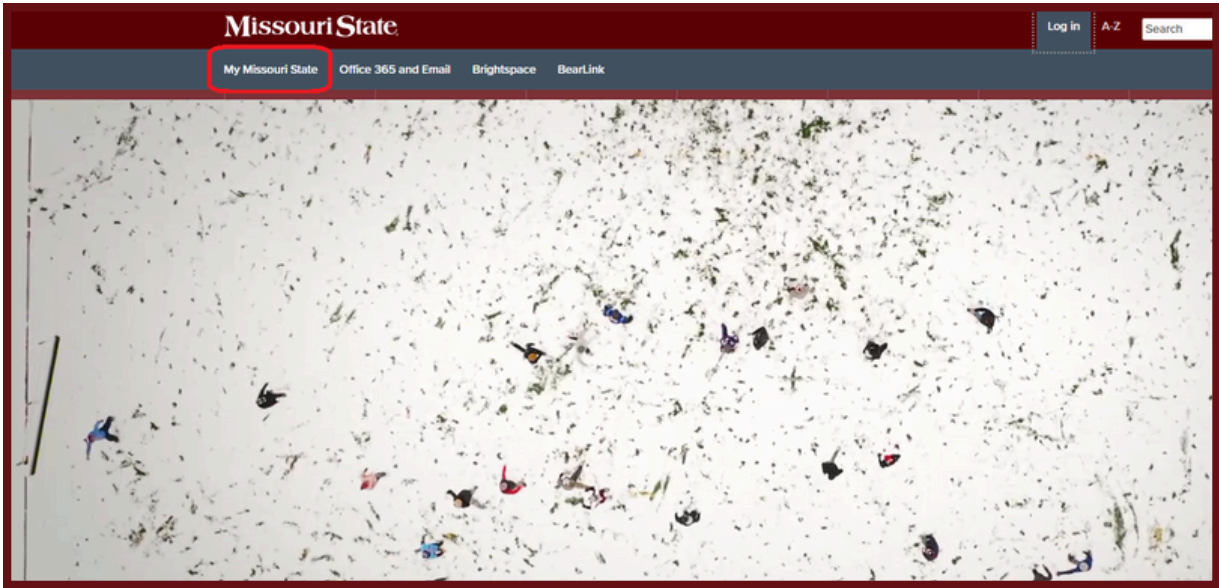 Missouri State
Log in A-Z Search
My Missouri State Office 365 and Email Brightspace BearLink